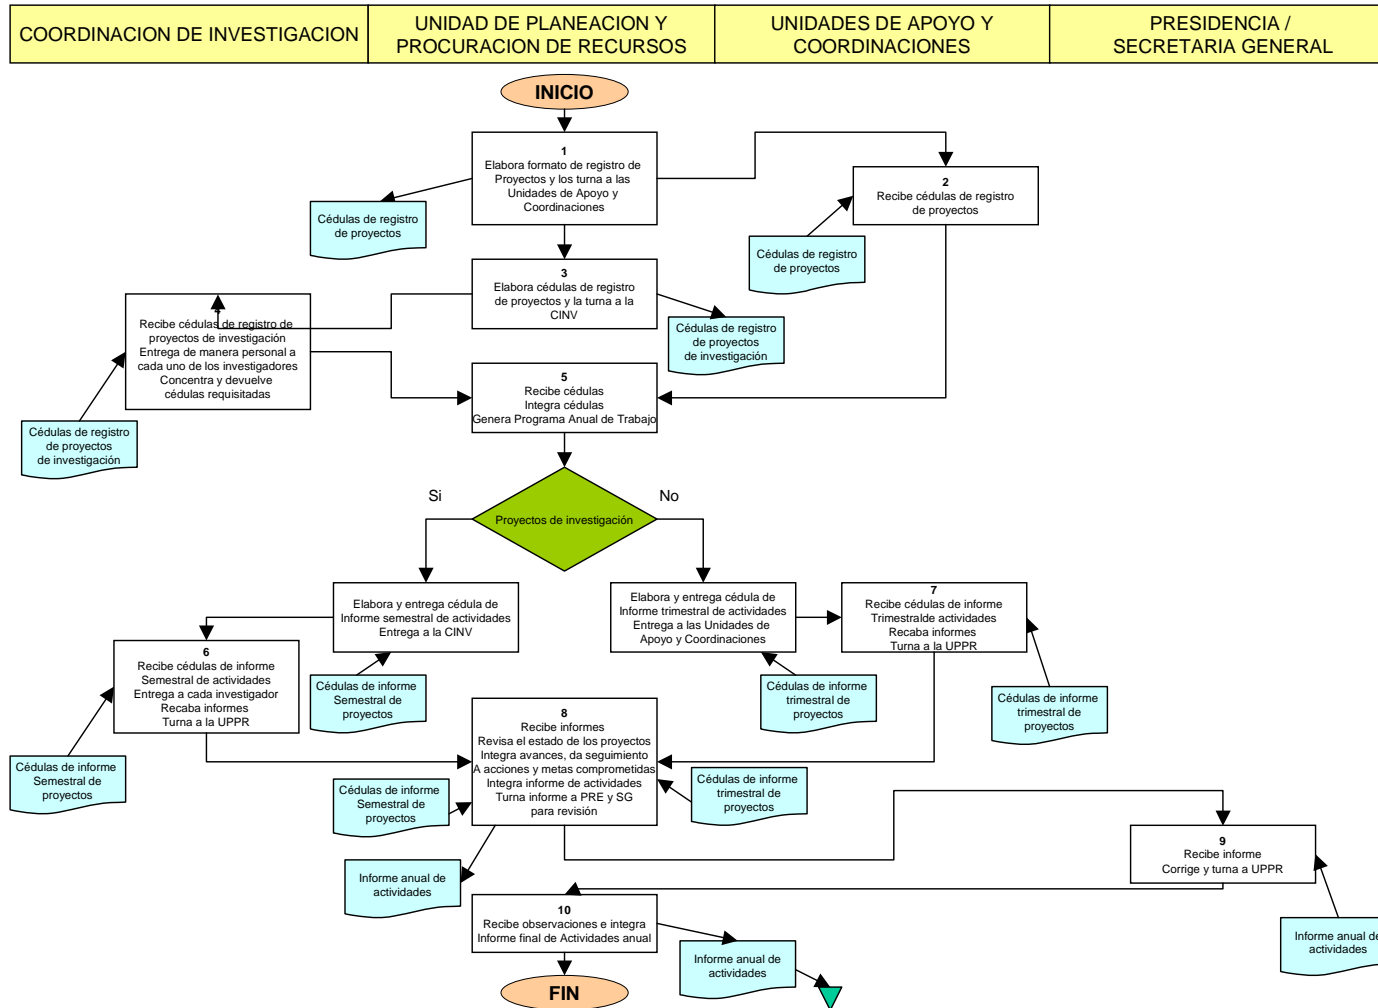 COORDINACION DE INVESTIGACION
UNIDAD DE PLANEACION Y
PROCURACION DE RECURSOS
UNIDADES DE APOYO Y
COORDINACIONES
PRESIDENCIA /
SECRETARIA GENERAL
INICIO
1
Elabora formato de registro de
Proyectos y los turna a las
Unidades de Apoyo y
Coordinaciones
Cédulas de registro
de proyectos
2
Recibe cédulas de registro
de proyectos
Cédulas de registro
de proyectos
3
Elabora cédulas de registro
de proyectos y la turna a la
CINV
Cédulas de registro
de proyectos
de investigación
4
Recibe cédulas de registro de
proyectos de investigación
Entrega de manera personal a
cada uno de los investigadores
Concentra y devuelve
cédulas requisitadas
Cédulas de registro
de proyectos
de investigación
5
Recibe cédulas
Integra cédulas
Genera Programa Anual de Trabajo
Si
No
Proyectos de investigación
Elabora y entrega cédula de
Informe semestral de actividades
Entrega a la CINV
Cédulas de informe
Semestral de
proyectos
Elabora y entrega cédula de
Informe trimestral de actividades
Entrega a las Unidades de
Apoyo y Coordinaciones
Cédulas de informe
trimestral de
proyectos
7
Recibe cédulas de informe
Trimestralde actividades
Recaba informes
Turna a la UPPR
Cédulas de informe
trimestral de
proyectos
6
Recibe cédulas de informe
Semestral de actividades
Entrega a cada investigador
Recaba informes
Turna a la UPPR
Cédulas de informe
Semestral de
proyectos
8
Recibe informes
Revisa el estado de los proyectos
Integra avances, da seguimiento
A acciones y metas comprometidas
Integra informe de actividades
Turna informe a PRE y SG
para revisión
Cédulas de informe
Semestral de
proyectos
Cédulas de informe
trimestral de
proyectos
Informe anual de
actividades
9
Recibe informe
Corrige y turna a UPPR
Informe anual de
actividades
10
Recibe observaciones e integra
Informe final de Actividades anual
Informe anual de
actividades
FIN